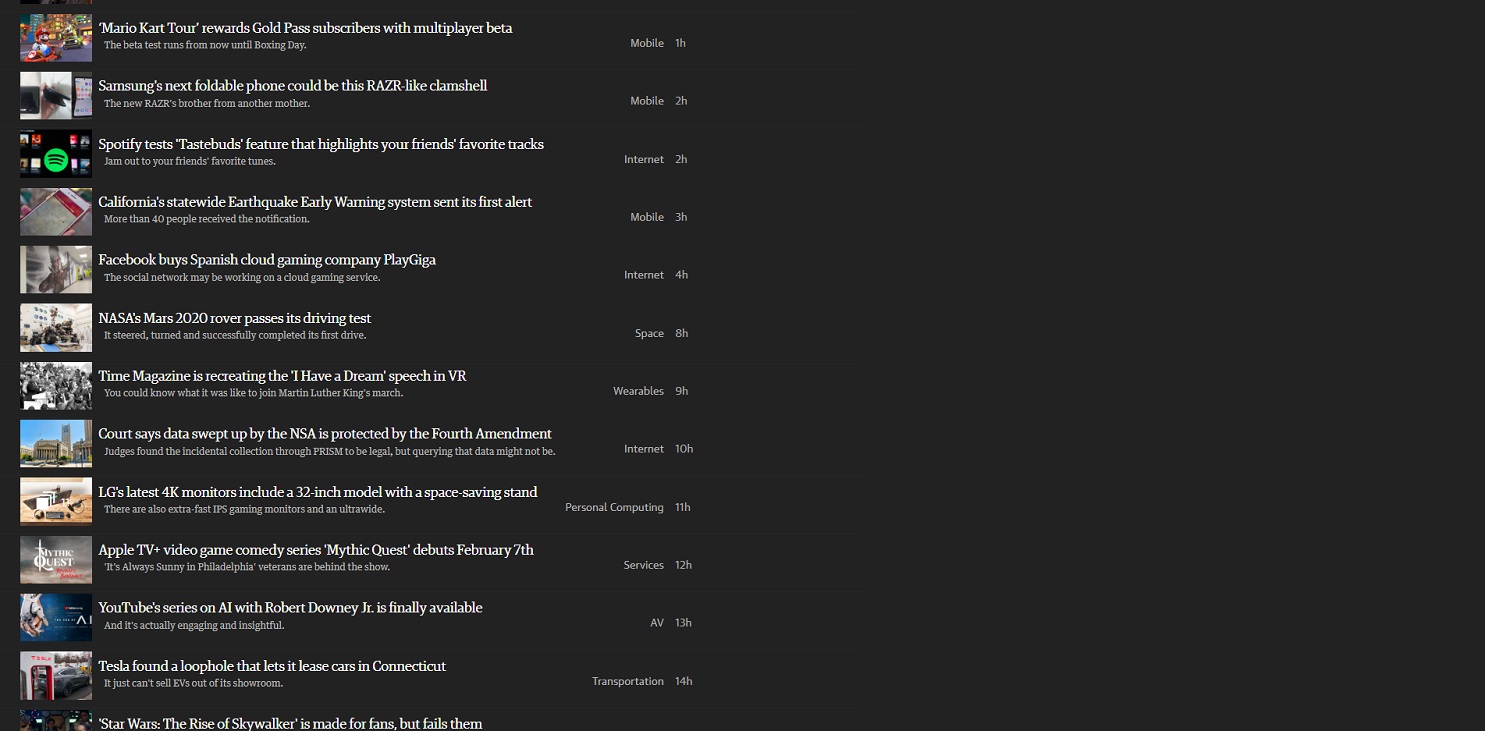 ‘Mario Kart Tour’ rewards Gold Pass subscribers with multiplayer beta
The beta test runs from now until Boxing Day.
Mobile 1h
Samsung's next foldable phone could be this RAZR-like clamshell
The new RAZR's brother from another mother.
Mobile 2h
Spotify tests 'Tastebuds' feature that highlights your friends' favorite tracks
Jam out to your friends' favorite tunes.
Internet 2h
California's statewide Earthquake Early Warning system sent its first alert
More than 40 people received the notification.
Mobile 3h
Facebook buys Spanish cloud gaming company PlayGiga
The social network may be working on a cloud gaming service.
Internet 4h
NASA's Mars 2020 rover passes its driving test
It steered, turned and successfully completed its first drive.
Space 8h
Time Magazine is recreating the 'I Have a Dream' speech in VR
You could know what it was like to join Martin Luther King's march.
Wearables 9h
Court says data swept up by the NSA is protected by the Fourth Amendment
Judges found the incidental collection through PRISM to be legal, but querying that data might not be.
Internet 10h
LG's latest 4K monitors include a 32-inch model with a space-saving stand
There are also extra-fast IPS gaming monitors and an ultrawide.
Personal Computing 11h
MYTHIC
QUEST
Apple TV+ video game comedy series 'Mythic Quest' debuts February 7th
'It's Always Sunny in Philadelphia' veterans are behind the show.
Services 12h
AI
YouTube's series on AI with Robert Downey Jr. is finally available
And it's actually engaging and insightful.
AV 13h
TESLA
Tesla found a loophole that lets it lease cars in Connecticut
It just can't sell EVs out of its showroom.
Transportation 14h
'Star Wars: The Rise of Skywalker' is made for fans, but fails them